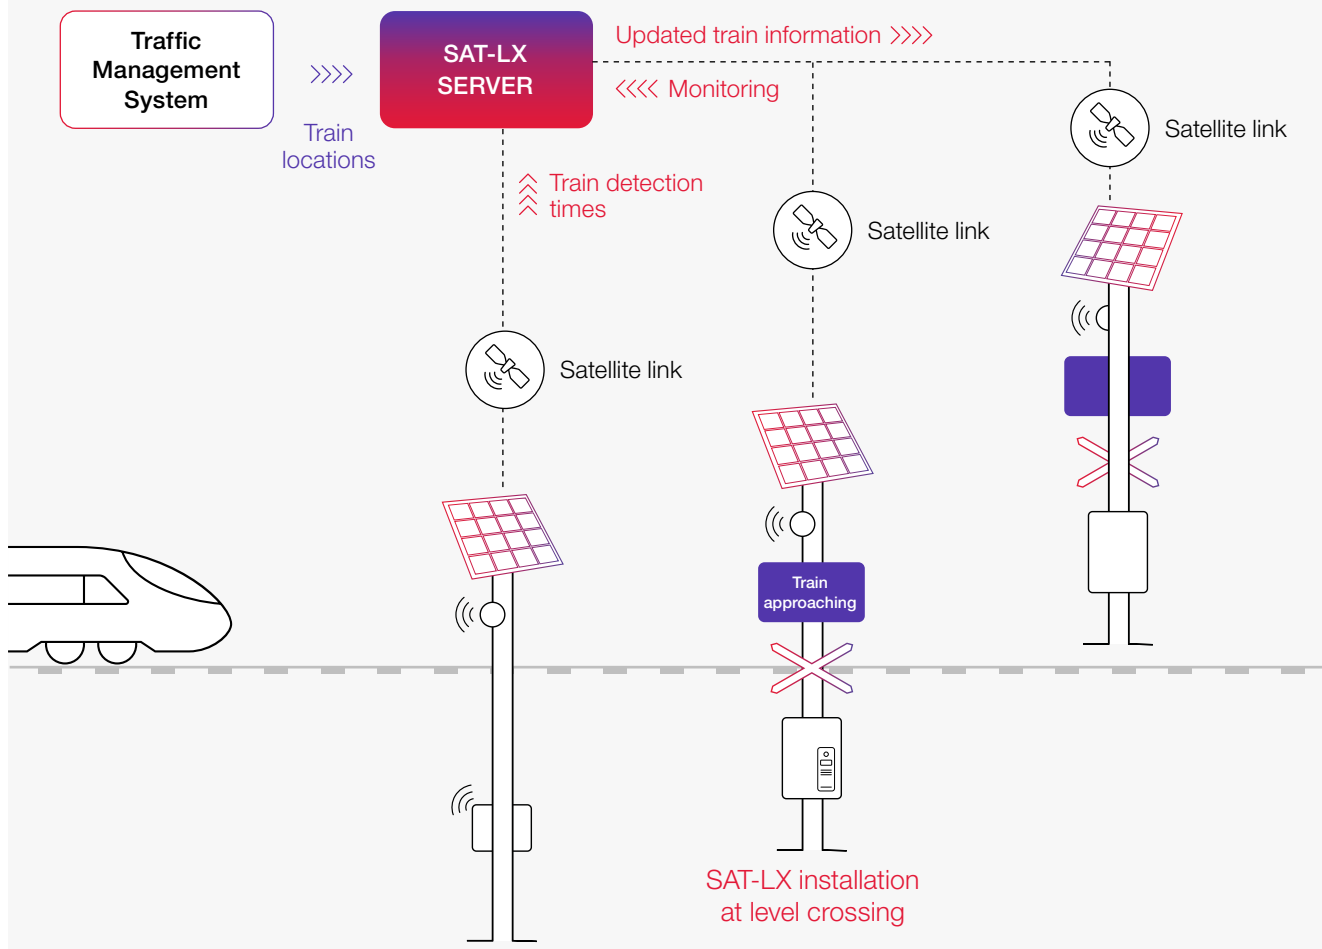 Traffic
Management
System
Train
locations
SAT-LX
SERVER
Updated train information
Monitoring
Train detection
times
Satellite link
Satellite link
Satellite link
Train
approaching
SAT-LX installation
at level crossing